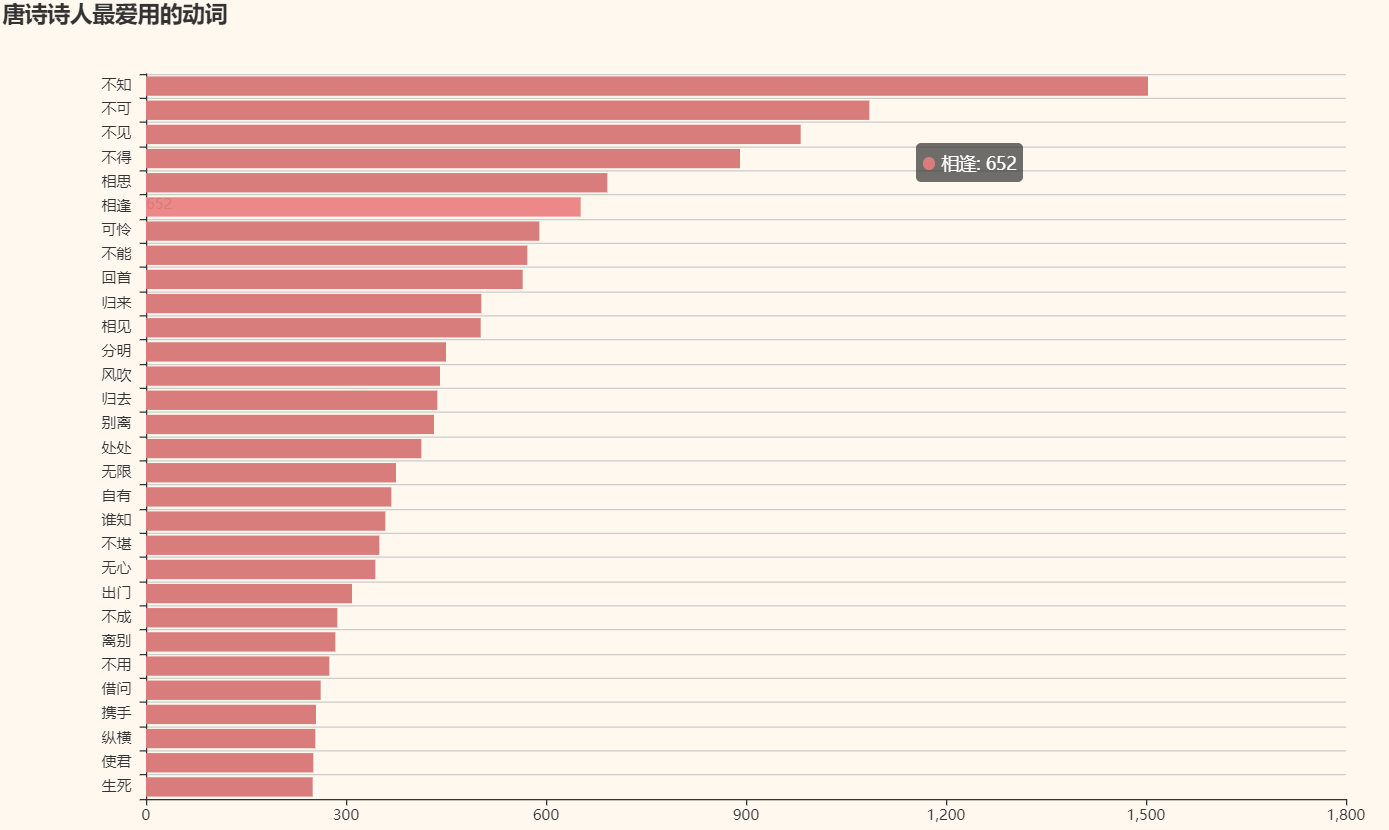 唐诗诗人最爱用的动词
不知
不可
不见
不得
相逢: 652
相思
相逢
652
可怜
不能
回首
归来
相见
分明
风吹
归去
别离
处处
无限
自有
谁知
不堪
无心
出门
不成
离别
不用
借问
携手
纵横
使君
生死
0 300 600 900 1,200 1,500 1,800